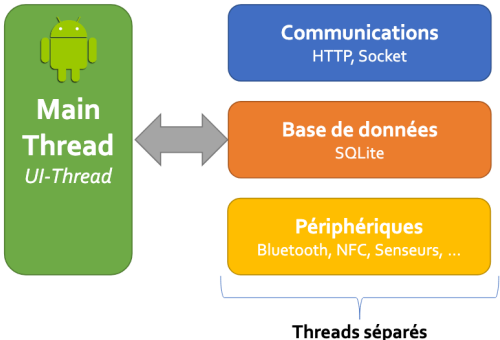 Main
Thread
UI-Thread
Communications
HTTP, Socket
Base de données
SQLite
Périphériques
Bluetooth, NFC, Senseurs, ...
Threads séparés